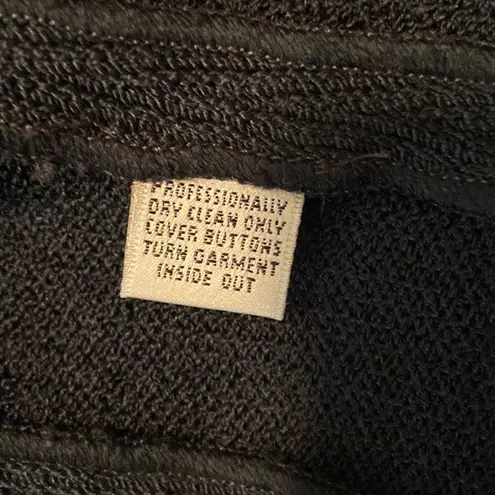 PROFESSIONALLY
DRY CLEAN ONLY
COVER BUTTONS
TURN GARMENT
INSIDE OUT